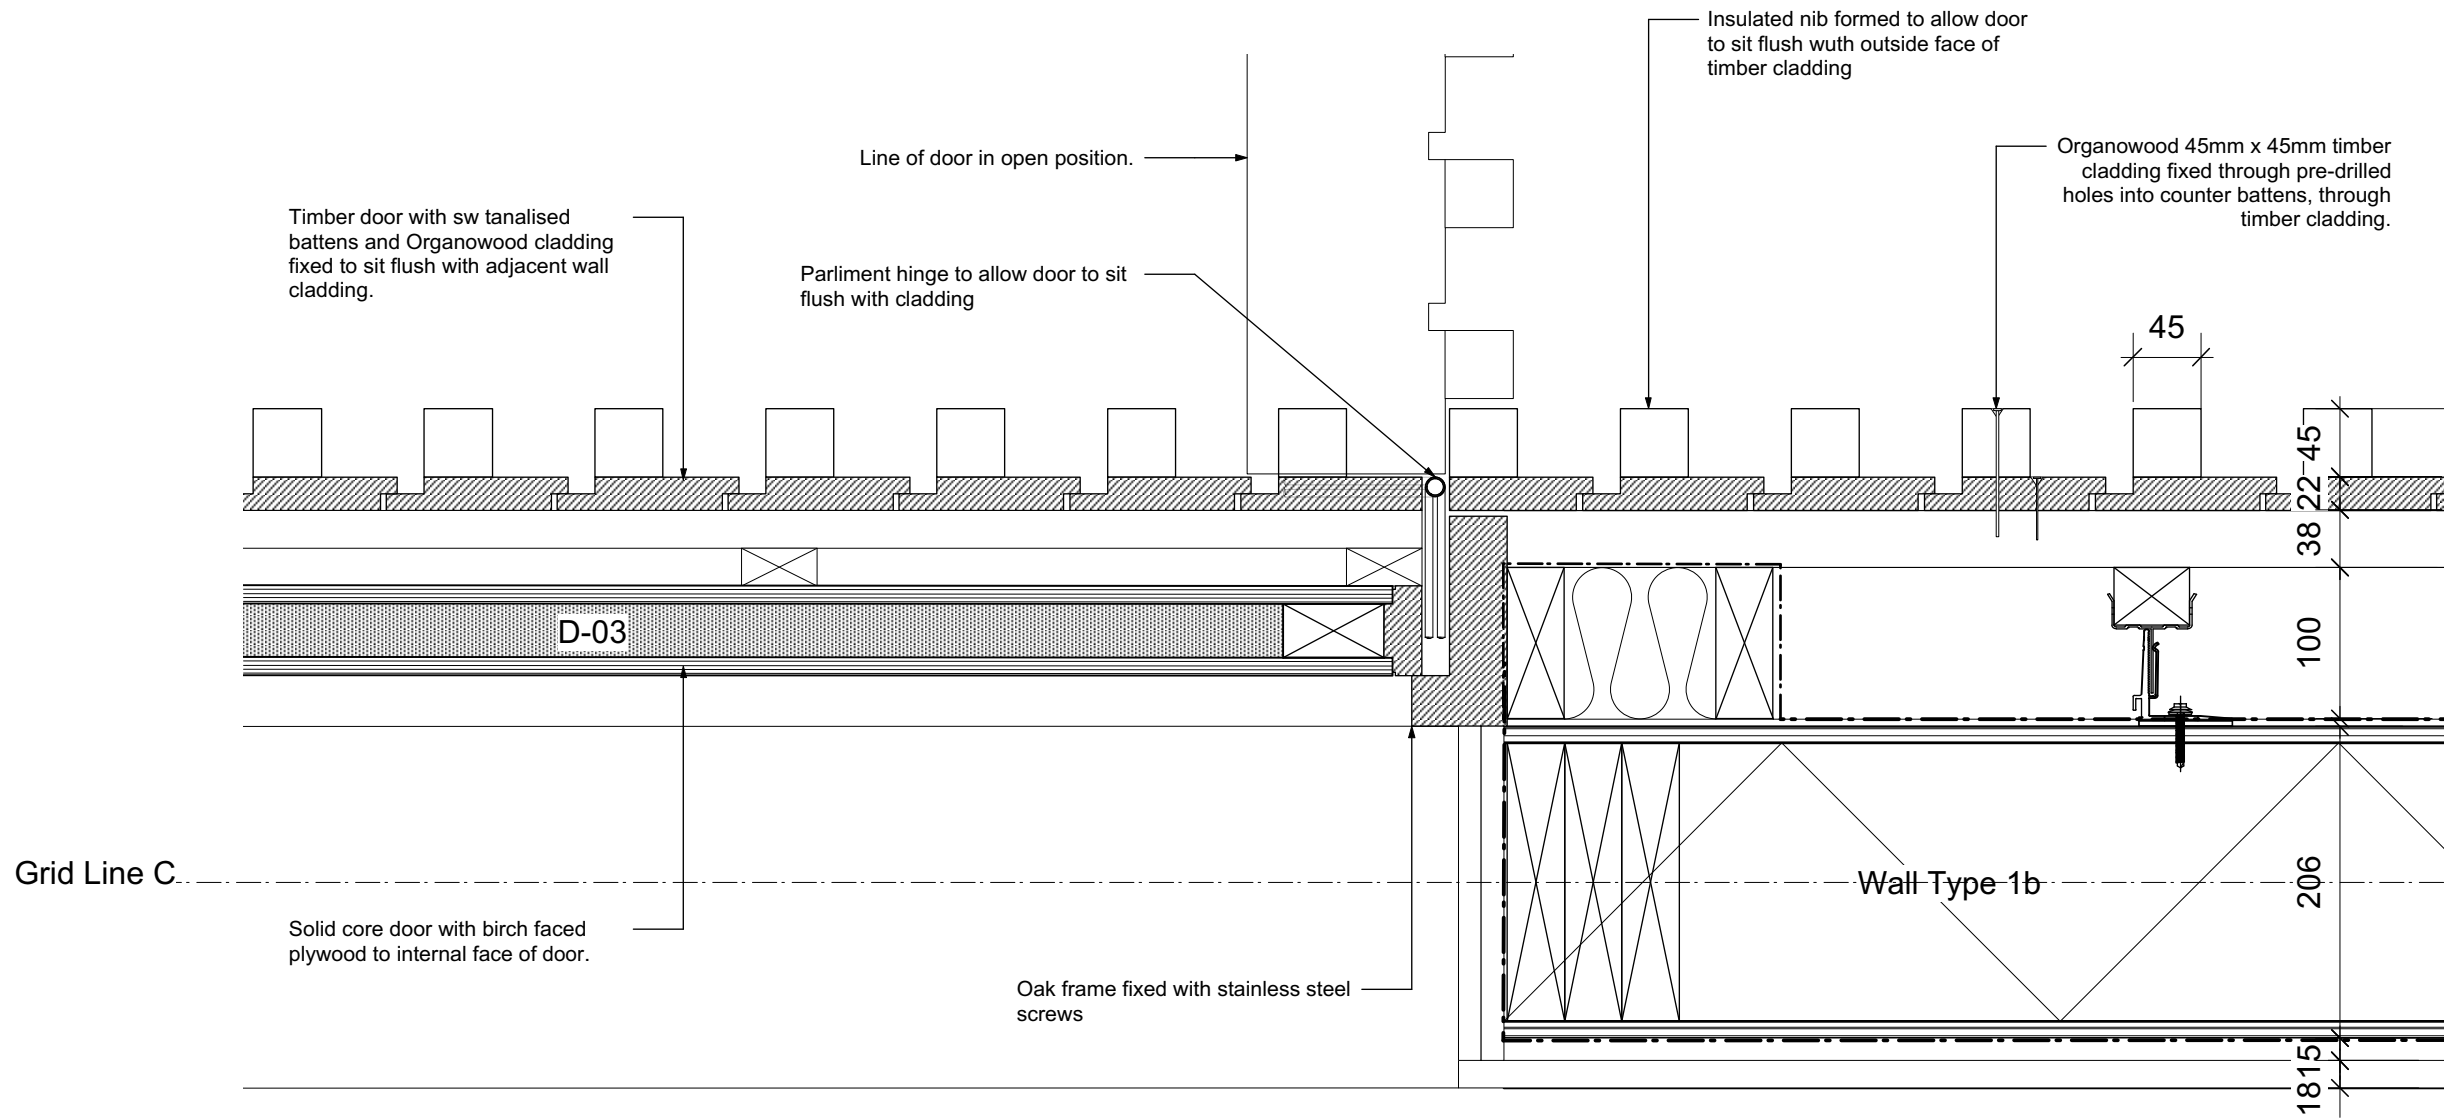 Insulated nib formed to allow door
to sit flush wuth outside face of
timber cladding
Line of door in open position.
Organowood 45mm x 45mm timber
cladding fixed through pre-drilled
holes into counter battens, through
timber cladding.
Timber door with sw tanalised
battens and Organowood cladding
fixed to sit flush with adjacent wall
cladding.
Parliment hinge to allow door to sit
flush with cladding
45
45
22
38
D-03
100
Grid Line C
Wall Type 1b
206
Solid core door with birch faced
plywood to internal face of door.
Oak frame fixed with stainless steel
screws
15
18